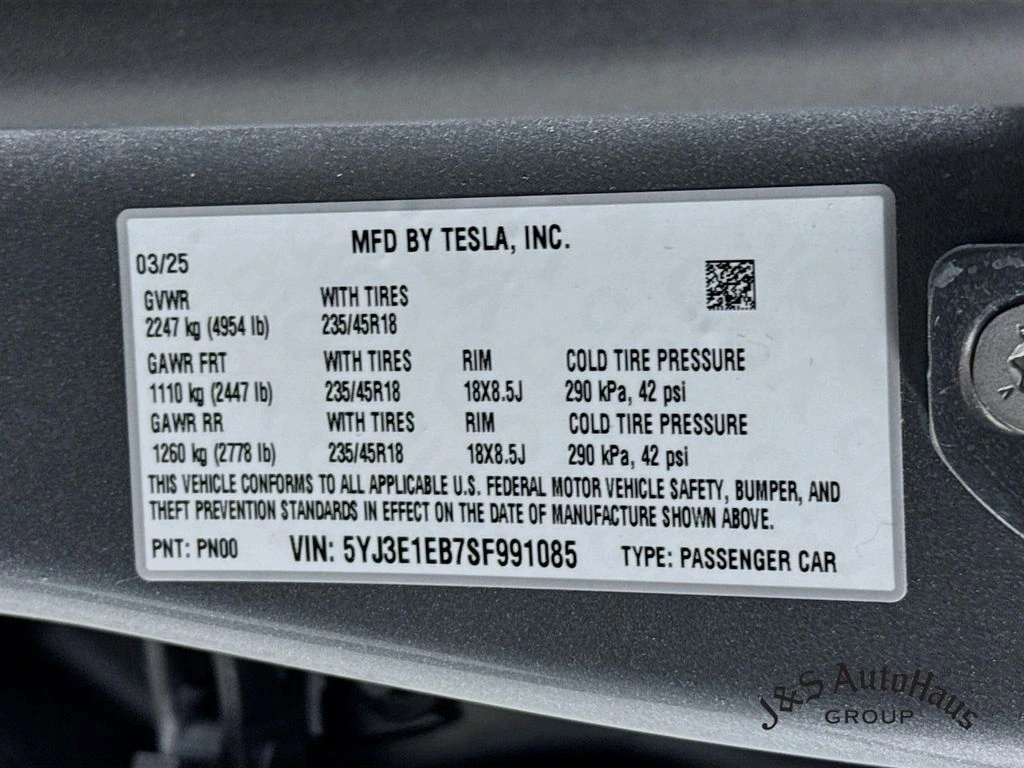 MFD BY TESLA, INC.
03/25
GVWR WITH TIRES
2247 kg (4954 lb) 235/45R18
GAWR FRT WITH TIRES RIM COLD TIRE PRESSURE
1110 kg (2447 lb) 235/45R18 18X8.5J 290 kPa, 42 psi
GAWR RR WITH TIRES RIM COLD TIRE PRESSURE
1260 kg (2778 lb) 235/45R18 18X8.5J 290 kPa, 42 psi
THIS VEHICLE CONFORMS TO ALL APPLICABLE U.S. FEDERAL MOTOR VEHICLE SAFETY, BUMPER, AND
THEFT PREVENTION STANDARDS IN EFFECT ON THE DATE OF MANUFACTURE SHOWN ABOVE.
PNT: PN00 VIN: 5YJ3E1EB7SF991085 TYPE: PASSENGER CAR
J&S AutoHaus
GROUP